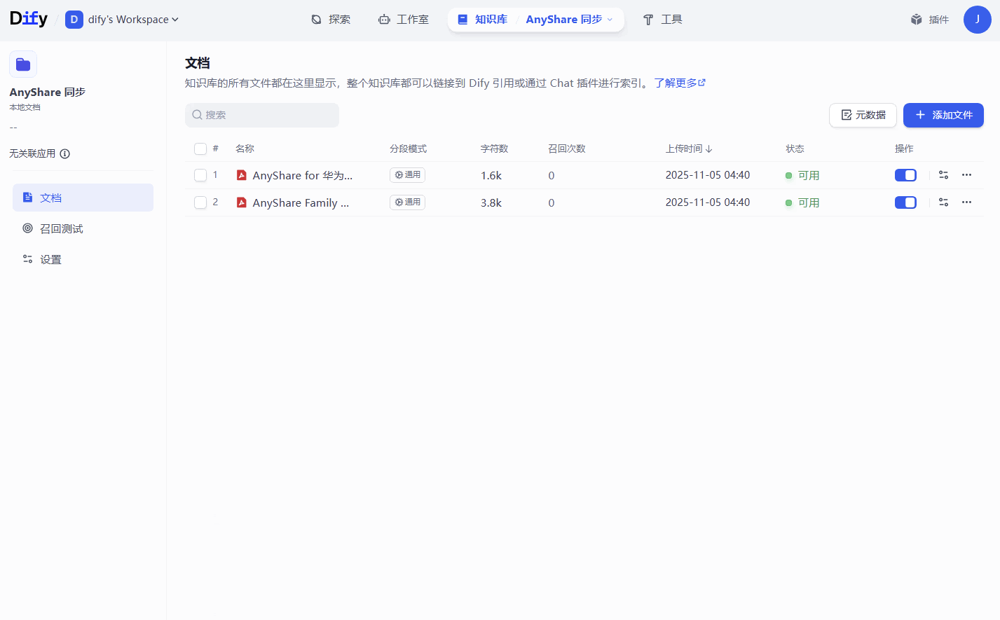 Dify / D dify's Workspace 探索 工作室 知识库 / AnyShare 同步 工具 插件 J
AnyShare 同步
本地文档
--
无关联应用
文档
召回测试
设置
文档
知识库的所有文件都在这里显示，整个知识库都可以链接到 Dify 引用或通过 Chat 插件进行索引。 了解更多
搜索
元数据
添加文件
# 名称 分段模式 字符数 召回次数 上传时间 状态 操作
1 AnyShare for 华为... 通用 1.6k 0 2025-11-05 04:40 可用
2 AnyShare Family ... 通用 3.8k 0 2025-11-05 04:40 可用